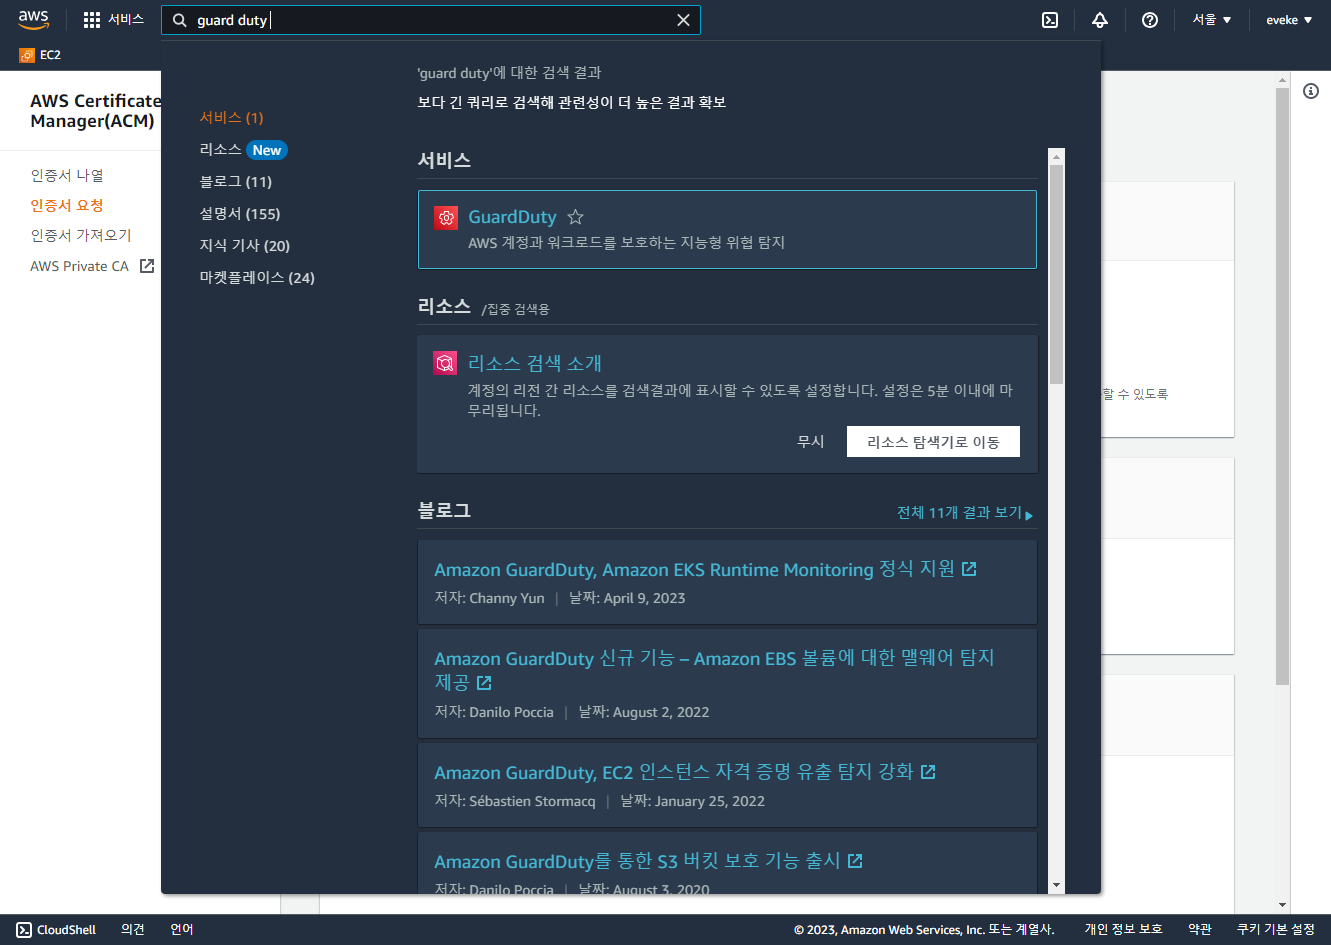 aws
서비스
guard duty
서울
eveke
EC2
AWS Certificate
Manager(ACM)
인증서 나열
인증서 요청
인증서 가져오기
AWS Private CA
서비스 (1)
리소스 New
블로그 (11)
설명서 (155)
지식 기사 (20)
마켓플레이스 (24)
'guard duty'에 대한 검색 결과
보다 긴 쿼리로 검색해 관련성이 더 높은 결과 확보
서비스
GuardDuty
AWS 계정과 워크로드를 보호하는 지능형 위협 탐지
리소스 /집중 검색용
리소스 검색 소개
계정의 리전 간 리소스를 검색결과에 표시할 수 있도록 설정합니다. 설정은 5분 이내에 마
무리됩니다.
무시
리소스 탐색기로 이동
블로그
전체 11개 결과 보기
Amazon GuardDuty, Amazon EKS Runtime Monitoring 정식 지원
저자: Channy Yun | 날짜: April 9, 2023
Amazon GuardDuty 신규 기능 – Amazon EBS 볼륨에 대한 맬웨어 탐지
제공
저자: Danilo Poccia | 날짜: August 2, 2022
Amazon GuardDuty, EC2 인스턴스 자격 증명 유출 탐지 강화
저자: Sébastien Stormacq | 날짜: January 25, 2022
Amazon GuardDuty를 통한 S3 버킷 보호 기능 출시
저자: Danilo Poccia | 날짜: August 3, 2020
할 수 있도록
CloudShell
의견
언어
© 2023, Amazon Web Services, Inc. 또는 계열사.
개인 정보 보호
약관
쿠키 기본 설정